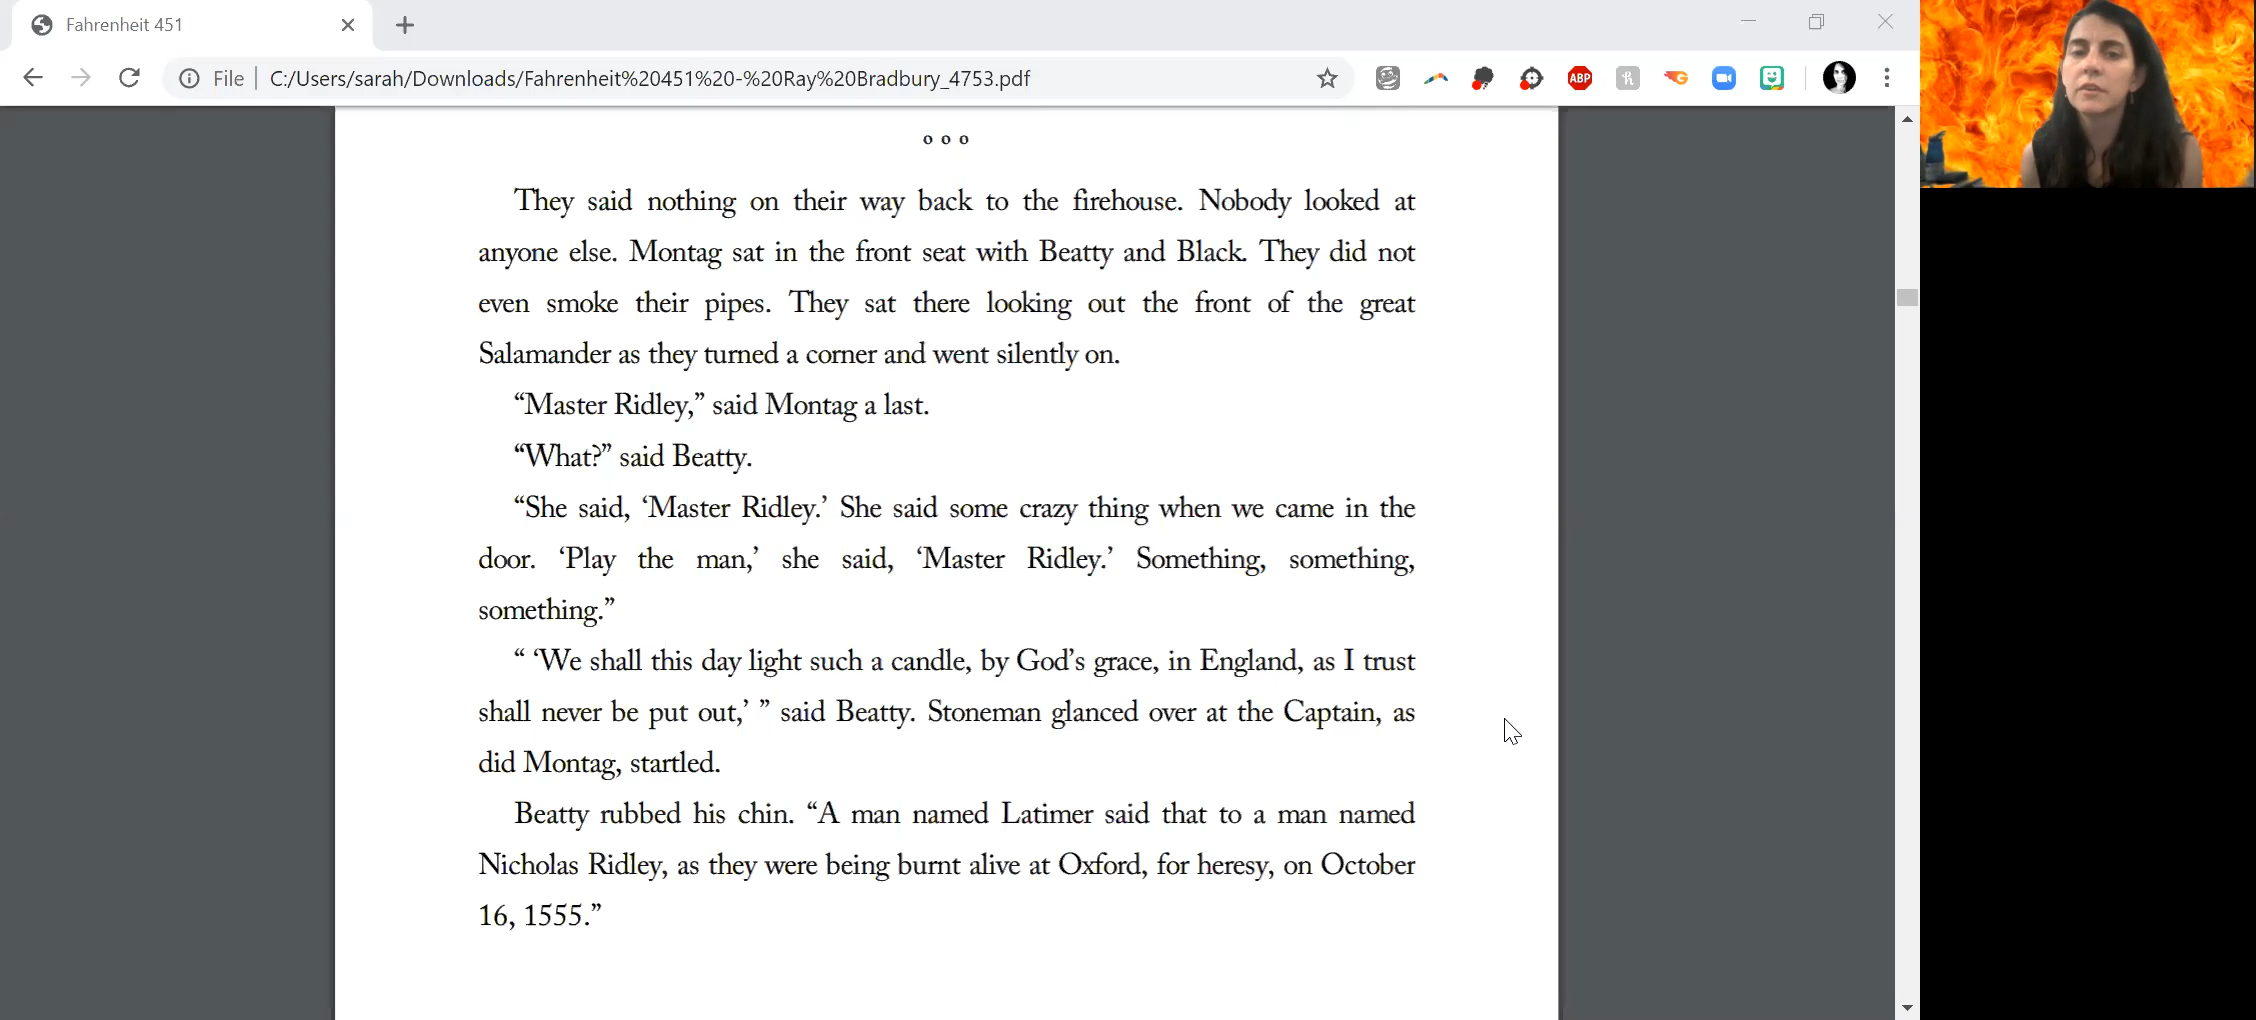 Fahrenheit 451
File C:/Users/sarah/Downloads/Fahrenheit%20451%20-%20Ray%20Bradbury_4753.pdf
ABP
o o o
They said nothing on their way back to the firehouse. Nobody looked at
anyone else. Montag sat in the front seat with Beatty and Black. They did not
even smoke their pipes. They sat there looking out the front of the great
Salamander as they turned a corner and went silently on.
“Master Ridley,” said Montag a last.
“What?” said Beatty.
“She said, ‘Master Ridley.’ She said some crazy thing when we came in the
door. ‘Play the man,’ she said, ‘Master Ridley.’ Something, something,
something.”
“ ‘We shall this day light such a candle, by God’s grace, in England, as I trust
shall never be put out,’ ” said Beatty. Stoneman glanced over at the Captain, as
did Montag, startled.
Beatty rubbed his chin. “A man named Latimer said that to a man named
Nicholas Ridley, as they were being burnt alive at Oxford, for heresy, on October
16, 1555.”